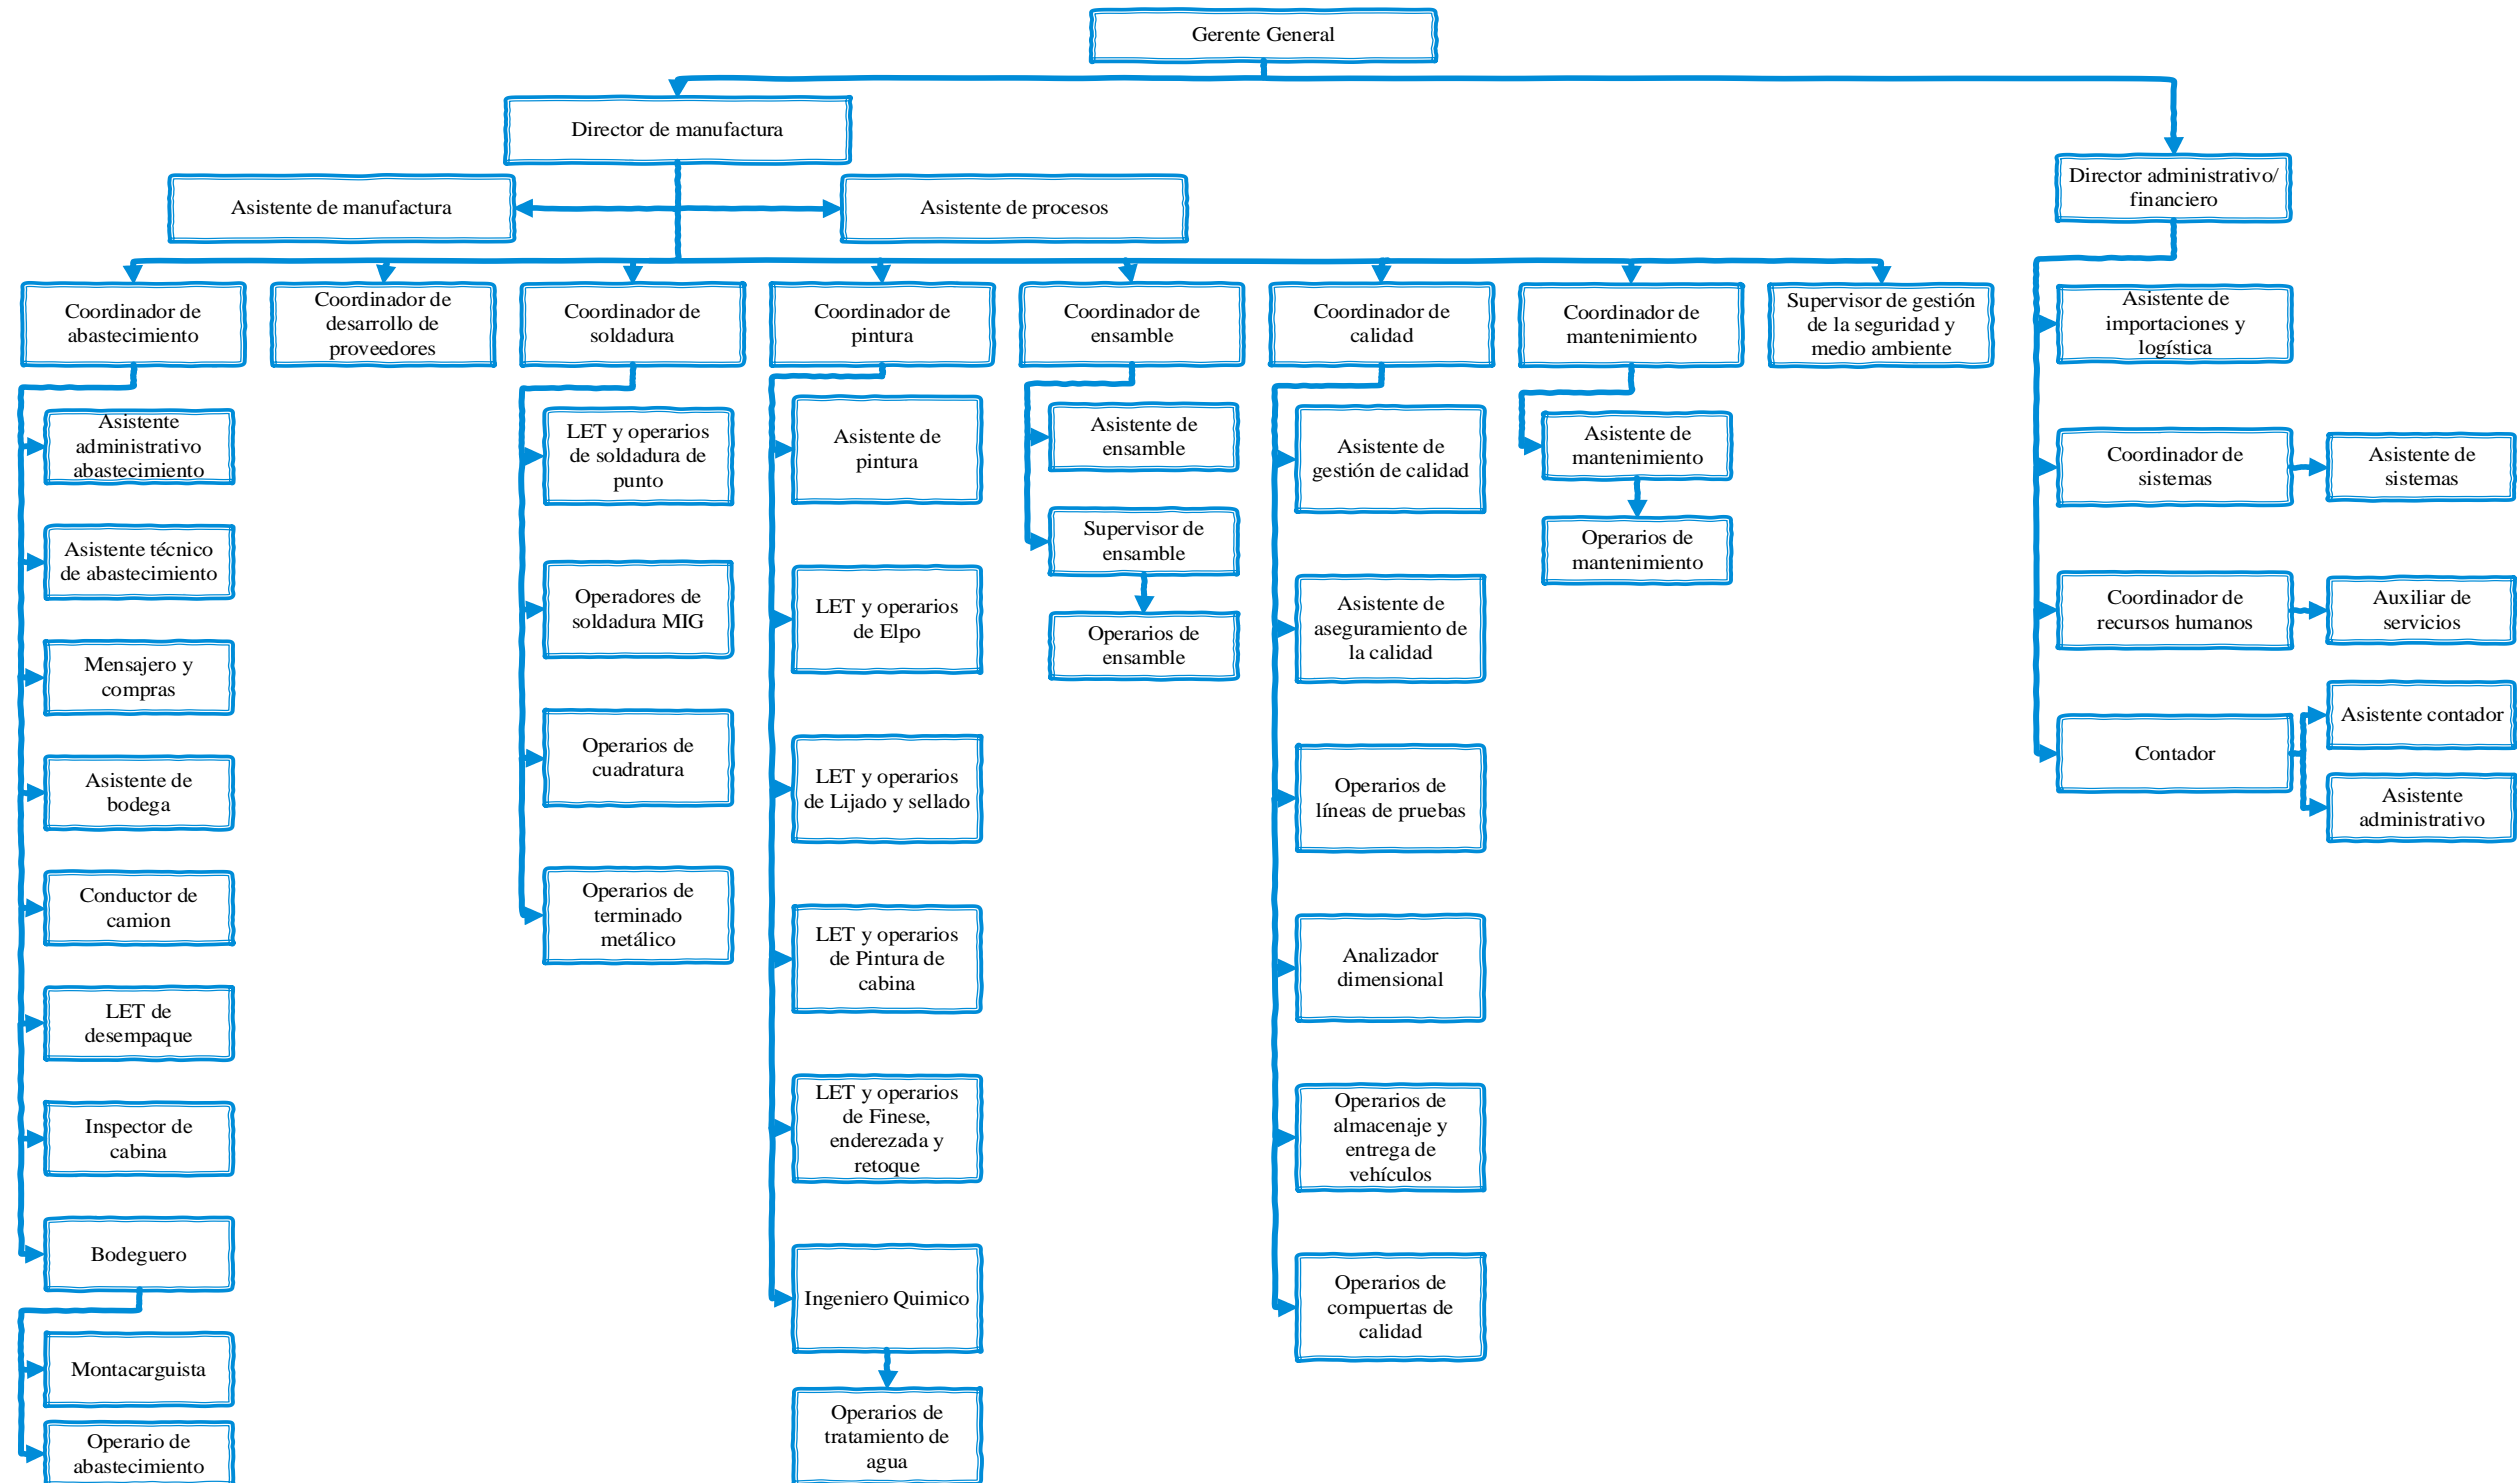 Gerente General
Director de manufactura
Director administrativo/
financiero
Asistente de manufactura
Asistente de procesos
Coordinador de
abastecimiento
Coordinador de
desarrollo de
proveedores
Coordinador de
soldadura
Coordinador de
pintura
Coordinador de
ensamble
Coordinador de
calidad
Coordinador de
mantenimiento
Supervisor de gestión
de la seguridad y
medio ambiente
Asistente
administrativo
abastecimiento
Asistente técnico
de abastecimiento
Mensajero y
compras
Asistente de
bodega
Conductor de
camion
LET de
desempaque
Inspector de
cabina
Bodeguero
Montacarguista
Operario de
abastecimiento
LET y operarios
de soldadura de
punto
Operadores de
soldadura MIG
Operarios de
cuadratura
Operarios de
terminado
metálico
Asistente de
pintura
LET y operarios
de Elpo
LET y operarios
de Lijado y sellado
LET y operarios
de Pintura de
cabina
LET y operarios
de Finese,
enderezada y
retoque
Ingeniero Quimico
Operarios de
tratamiento de
agua
Asistente de
ensamble
Supervisor de
ensamble
Operarios de
ensamble
Asistente de
gestión de calidad
Asistente de
aseguramiento de
la calidad
Operarios de
líneas de pruebas
Analizador
dimensional
Operarios de
almacenaje y
entrega de
vehículos
Operarios de
compuertas de
calidad
Asistente de
mantenimiento
Operarios de
mantenimiento
Asistente de
importaciones y
logística
Coordinador de
sistemas
Asistente de
sistemas
Coordinador de
recursos humanos
Auxiliar de
servicios
Contador
Asistente contador
Asistente
administrativo